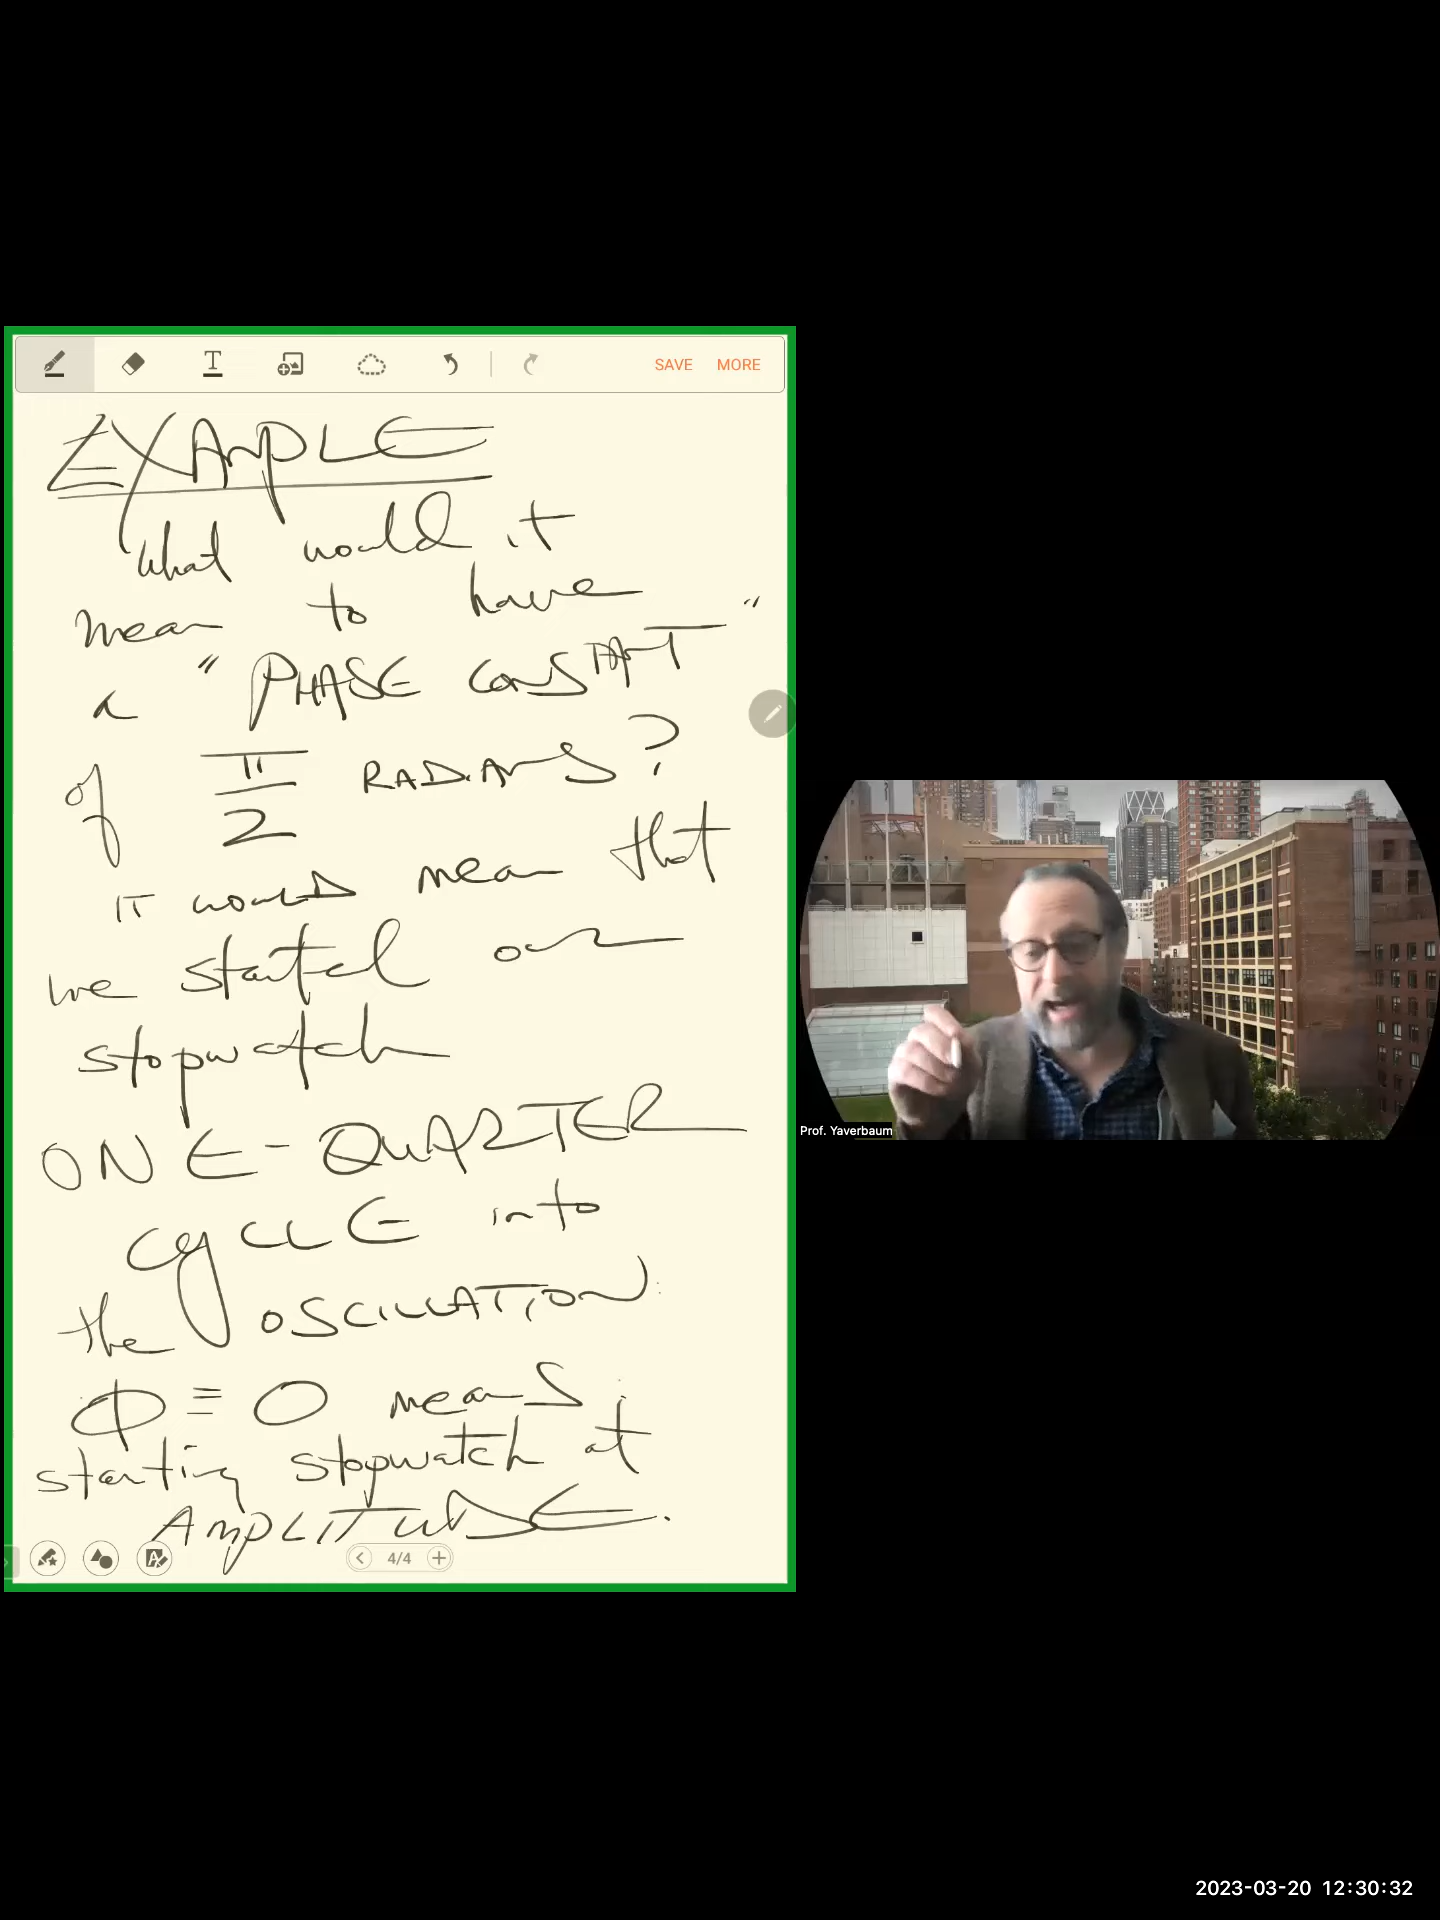 SAVE MORE
EXAMPLE
What would it
mean to have
a "PHASE CONSTANT"
of π/2 RADIANS?
IT WOULD mean that
we started our
stopwatch
ONE-QUARTER
CYCLE into
the OSCILLATION.
Φ ≡ 0 means
starting stopwatch at
AMPLITUDE.
4/4
Prof. Yaverbaum
2023-03-20 12:30:32